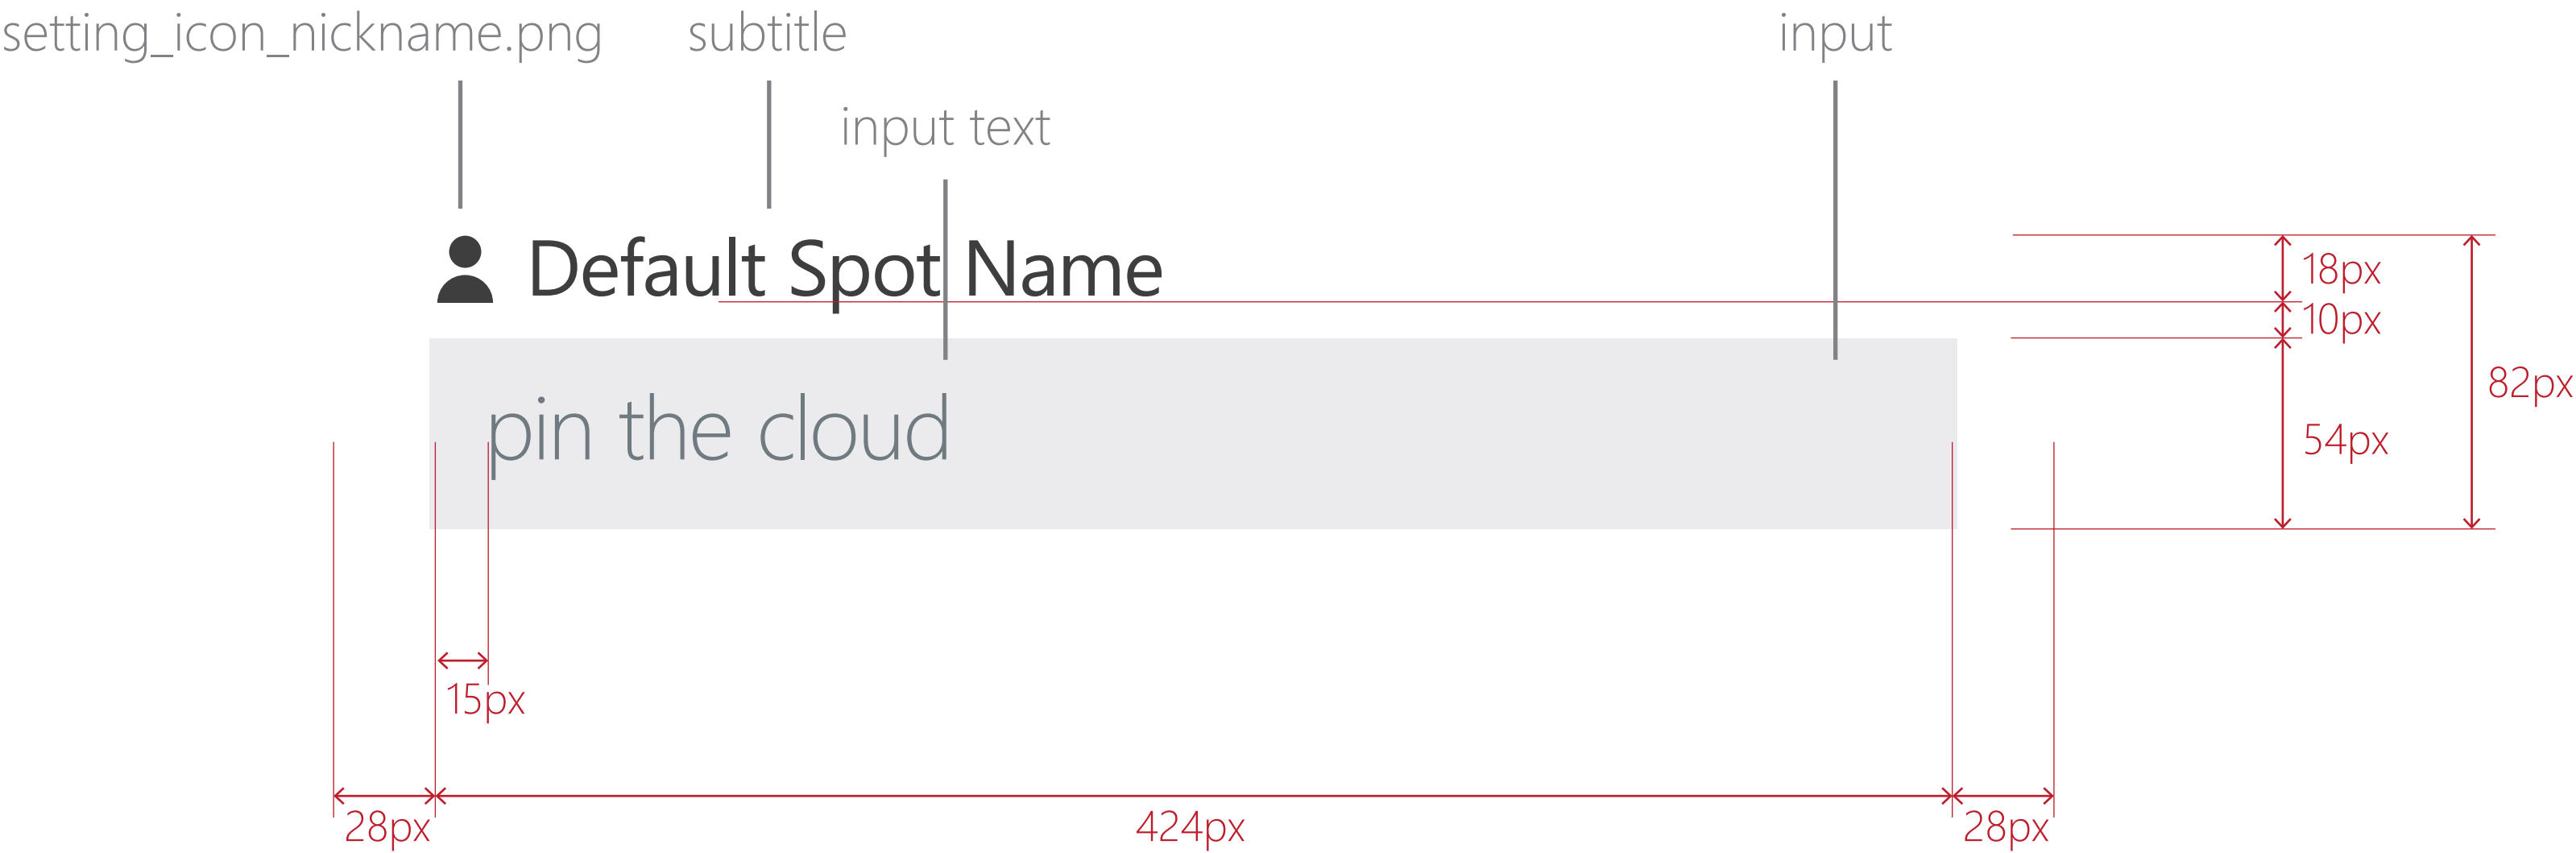 setting_icon_nickname.png subtitle input
input text
Default Spot Name
18px
10px
82px
pin the cloud
54px
15px
28px 424px 28px